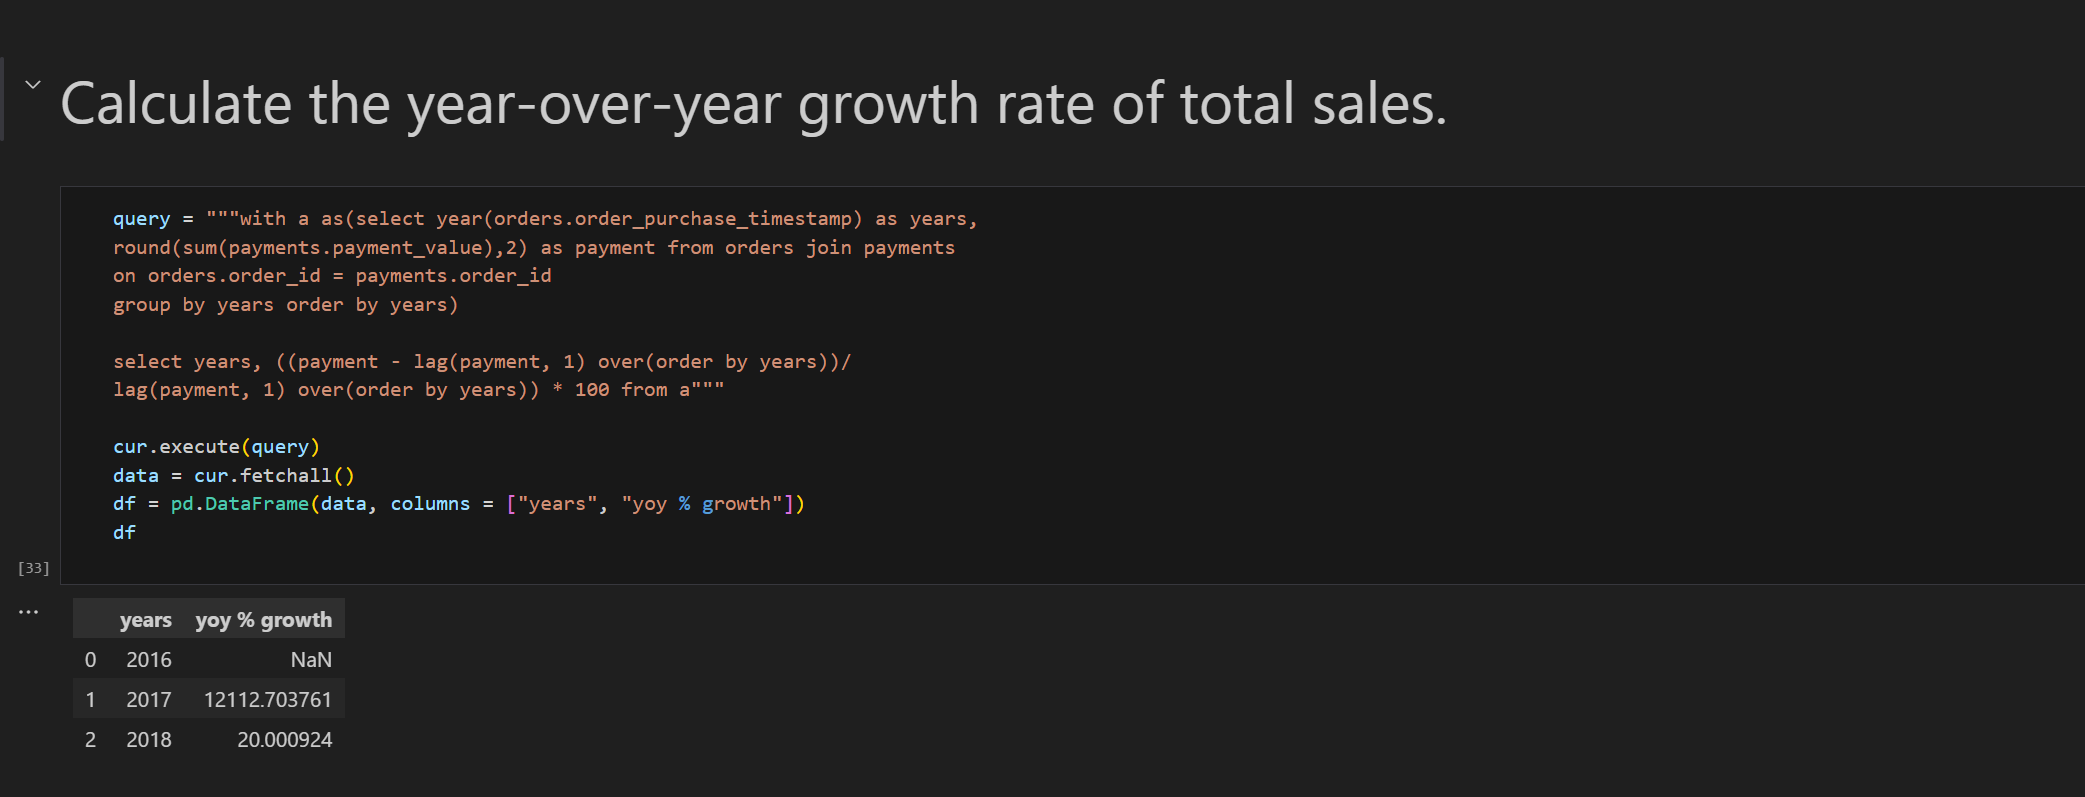 Calculate the year-over-year growth rate of total sales.
query = """with a as(select year(orders.order_purchase_timestamp) as years,
round(sum(payments.payment_value),2) as payment from orders join payments
on orders.order_id = payments.order_id
group by years order by years)
select years, ((payment - lag(payment, 1) over(order by years))/
lag(payment, 1) over(order by years)) * 100 from a"""
cur.execute(query)
data = cur.fetchall()
df = pd.DataFrame(data, columns = ["years", "yoy % growth"])
df
[33]
...
years yoy % growth
0 2016 NaN
1 2017 12112.703761
2 2018 20.000924